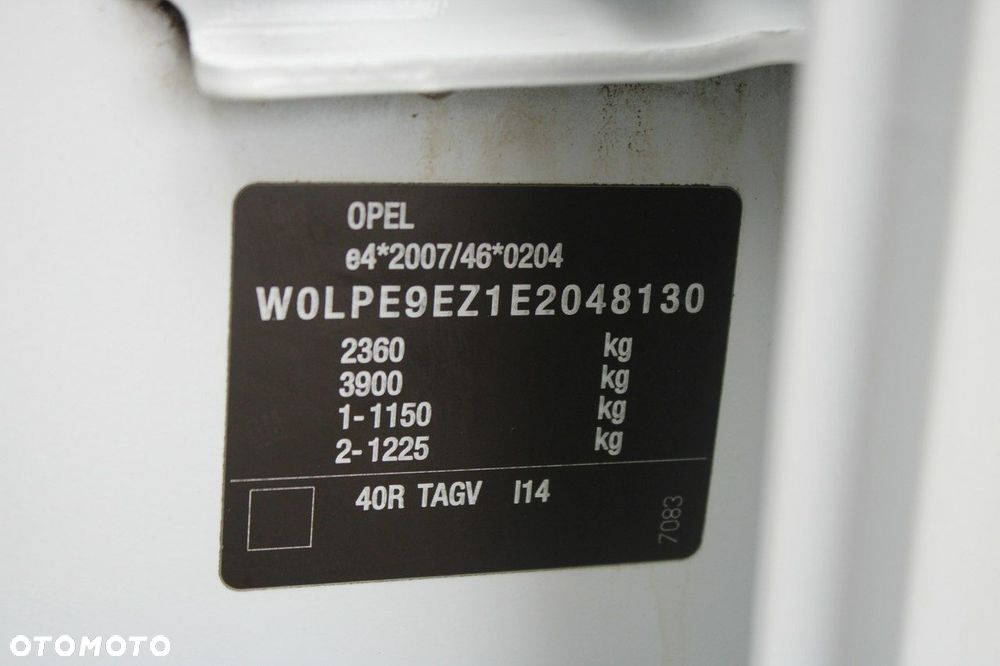 OPEL
e4*2007/46*0204
W0LPE9EZ1E2048130
2360 kg
3900 kg
1-1150 kg
2-1225 kg
40R TAGV I14
7083
OTOMOTO